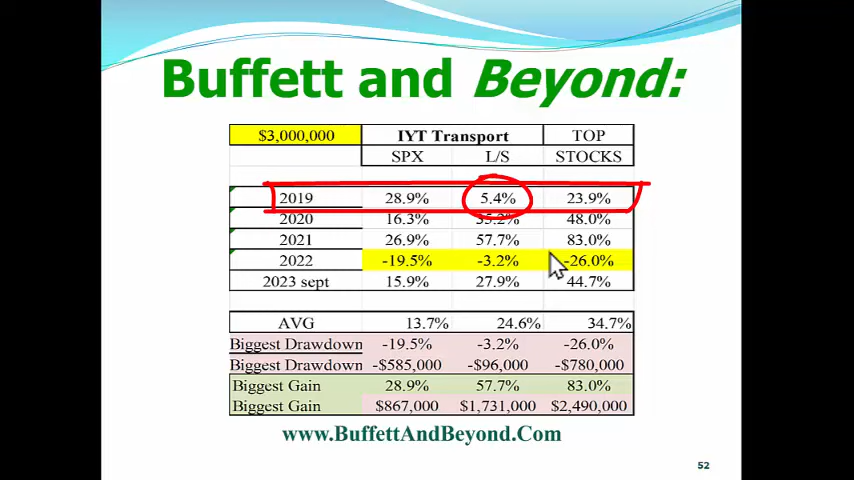 Buffett and Beyond:
$3,000,000 IYT Transport TOP
SPX L/S STOCKS
2019 28.9% 5.4% 23.9%
2020 16.3% 35.2% 48.0%
2021 26.9% 57.7% 83.0%
2022 -19.5% -3.2% -26.0%
2023 sept 15.9% 27.9% 44.7%
AVG 13.7% 24.6% 34.7%
Biggest Drawdown -19.5% -3.2% -26.0%
Biggest Drawdown -$585,000 -$96,000 -$780,000
Biggest Gain 28.9% 57.7% 83.0%
Biggest Gain $867,000 $1,731,000 $2,490,000
www.BuffettAndBeyond.Com
52